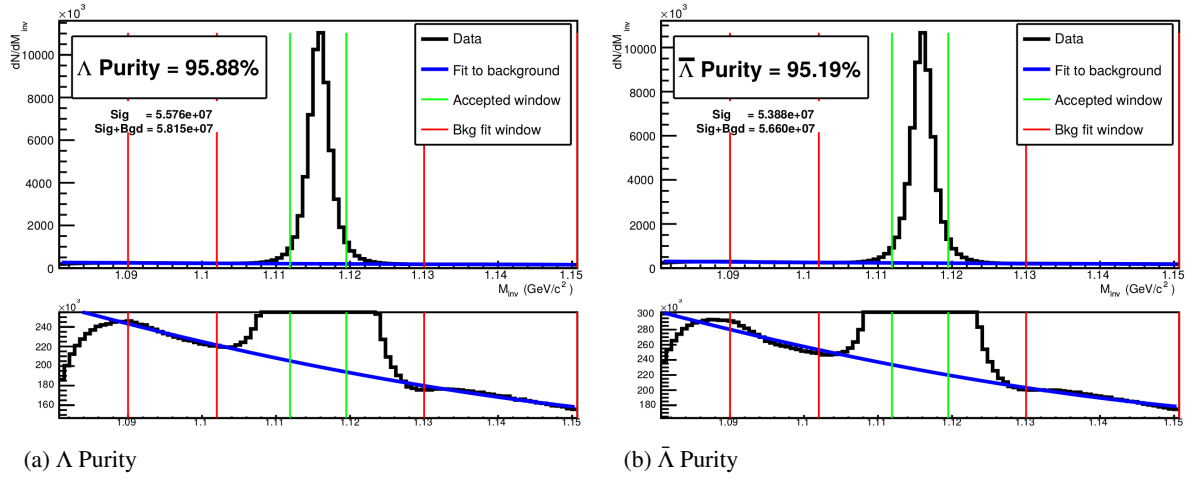 ×10³
dN/dM inv
10000
8000
6000
4000
2000
0
Λ Purity = 95.88%
Sig = 5.576e+07
Sig+Bgd = 5.815e+07
Data
Fit to background
Accepted window
Bkg fit window
1.09 1.1 1.11 1.12 1.13 1.14 1.15
M inv (GeV/c²)
×10³
240
220
200
180
160
1.09 1.1 1.11 1.12 1.13 1.14 1.15
(a) Λ Purity
×10³
dN/dM inv
10000
8000
6000
4000
2000
0
Λ̅ Purity = 95.19%
Sig = 5.388e+07
Sig+Bgd = 5.660e+07
Data
Fit to background
Accepted window
Bkg fit window
1.09 1.1 1.11 1.12 1.13 1.14 1.15
M inv (GeV/c²)
×10³
300
280
260
240
220
200
180
1.09 1.1 1.11 1.12 1.13 1.14 1.15
(b) Λ̄ Purity